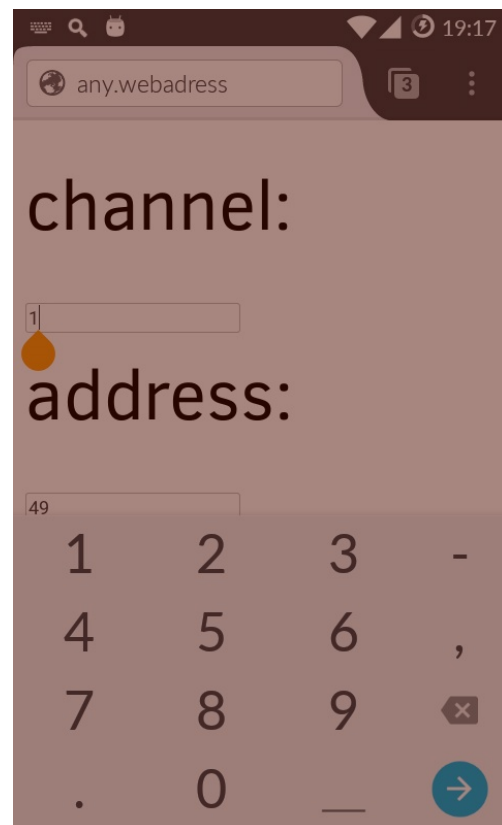 19:17
any.webadress
3
channel:
1
address:
49
1 2 3 -
4 5 6 ,
7 8 9
. 0 _